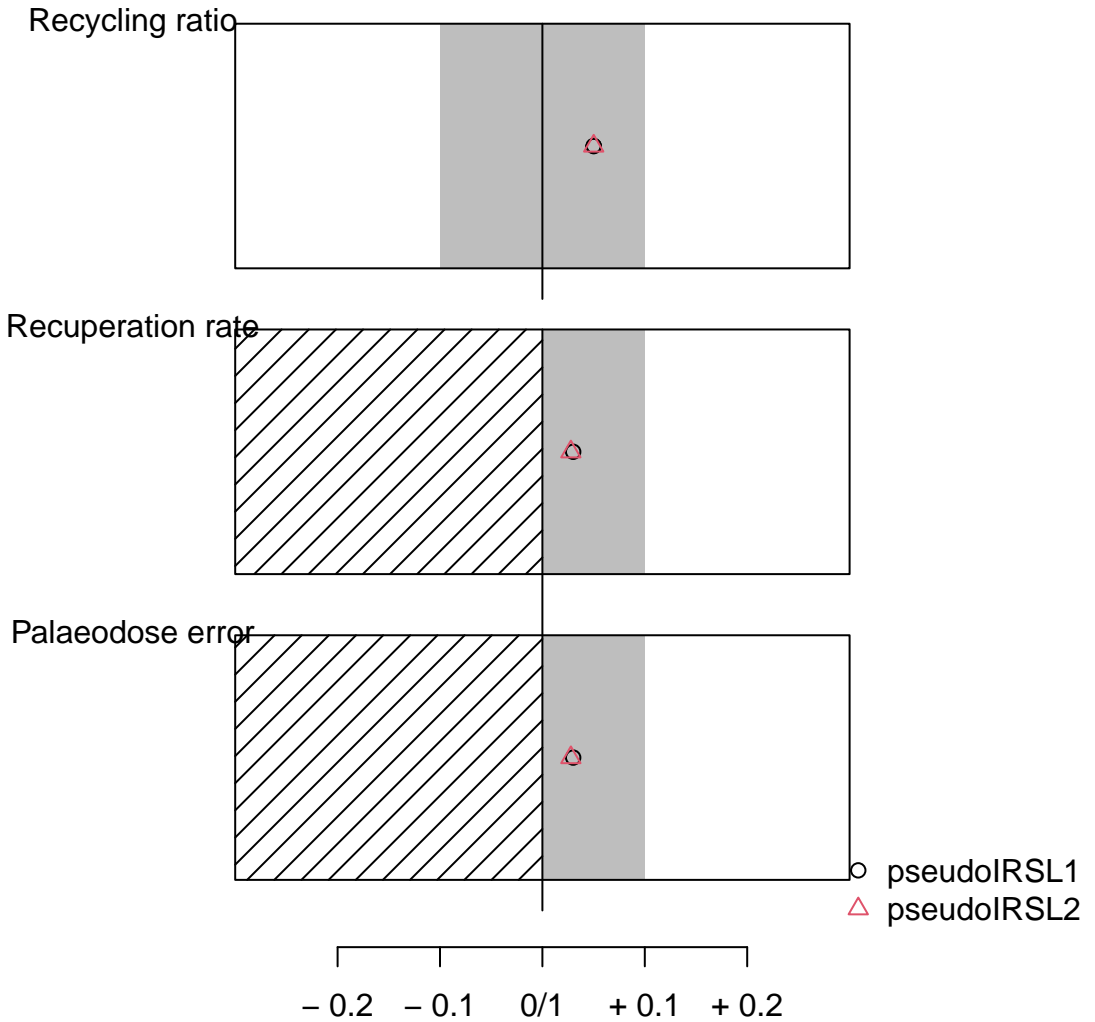 Recycling ratio
Recuperation rate
Palaeodose error
pseudoIRSL1
pseudoIRSL2
− 0.2 − 0.1 0/1 + 0.1 + 0.2